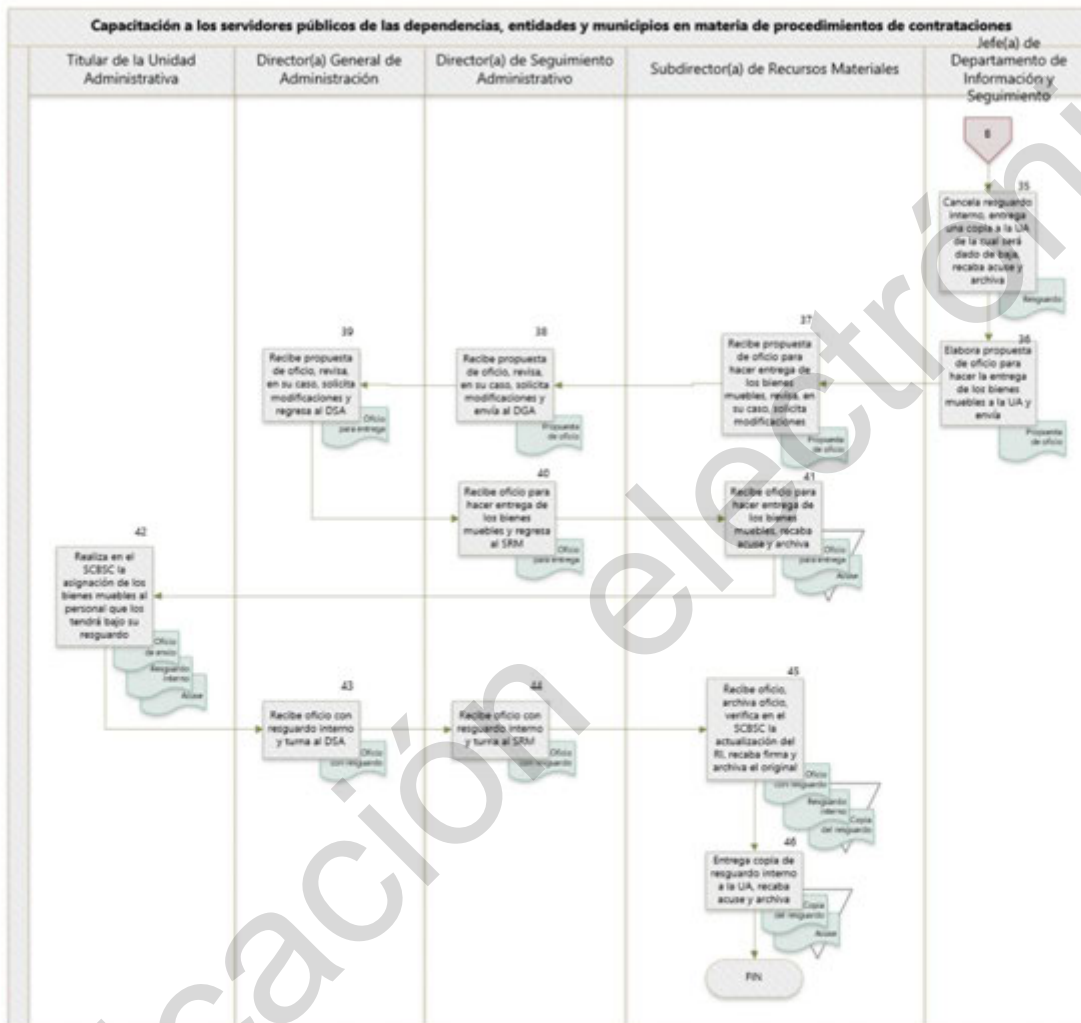 Capacitación a los servidores públicos de las dependencias, entidades y municipios en materia de procedimientos de contrataciones
Titular de la Unidad
Administrativa
Director(a) General de
Administración
Director(a) de Seguimiento
Administrativo
Subdirector(a) de Recursos Materiales
Jefe(a) de
Departamento de
Información y
Seguimiento
35
Cancela resguardo
interno, entrega
una copia a la UA
de la cual será
dado de baja,
recaba acuse y
archiva
Resguardo
36
Elabora propuesta
de oficio para
hacer la entrega
de los bienes
muebles a la UA y
envía
Propuesta
de oficio
37
Recibe propuesta
de oficio para
hacer entrega de
los bienes
muebles, revisa, en
su caso, solicita
modificaciones
Propuesta
de oficio
38
Recibe propuesta
de oficio, revisa,
en su caso, solicita
modificaciones y
envía al DGA
Propuesta
de oficio
39
Recibe propuesta
de oficio, revisa,
en su caso, solicita
modificaciones y
regresa al DSA
Oficio
para entrega
40
Recibe oficio para
hacer entrega de
los bienes
muebles y regresa
al SRM
Oficio
para entrega
41
Recibe oficio para
hacer entrega de
los bienes
muebles, recaba
acuse y archiva
Oficio
para entrega
Acuse
42
Realiza en el
SCBSC la
asignación de los
bienes muebles al
personal que los
tendrá bajo su
resguardo
Oficio
de envío
Resguardo
interno
Acuse
43
Recibe oficio con
resguardo interno
y turna al DSA
Oficio
con resguardo
44
Recibe oficio con
resguardo interno
y turna al SRM
Oficio
con resguardo
45
Recibe oficio,
archiva oficio,
verifica en el
SCBSC la
actualización del
RI, recaba firma y
archiva el original
Oficio
con resguardo
Resguardo
interno
Copia
del resguardo
46
Entrega copia de
resguardo interno
a la UA, recaba
acuse y archiva
Copia
del resguardo
Acuse
FIN